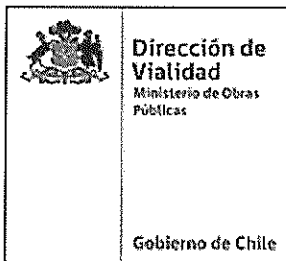 Dirección de
Vialidad
Ministerio de Obras
Públicas
Gobierno de Chile